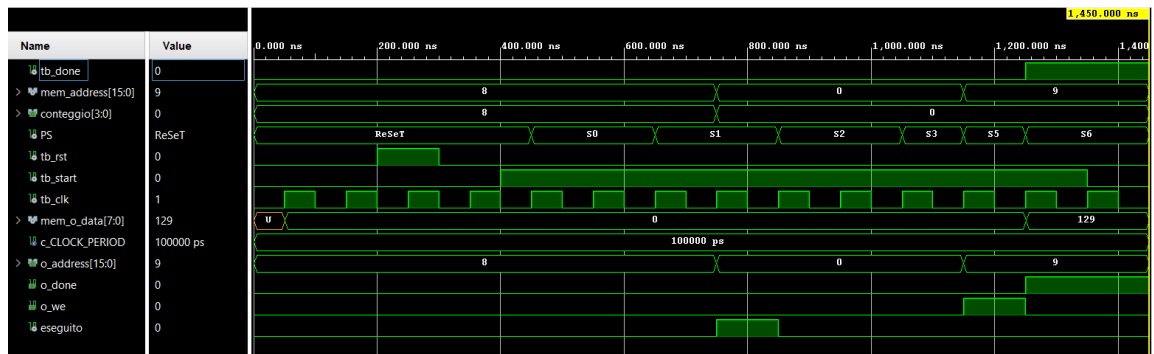 1,450.000 ns
Name Value 0.000 ns 200.000 ns 400.000 ns 600.000 ns 800.000 ns 1,000.000 ns 1,200.000 ns 1,400
tb_done 0
mem_address[15:0] 9 8 0 9
conteggio[3:0] 0 8 0
PS ReSeT ReSeT S0 S1 S2 S3 S5 S6
tb_rst 0
tb_start 0
tb_clk 1
mem_o_data[7:0] 129 U 0 129
c_CLOCK_PERIOD 100000 ps 100000 ps
o_address[15:0] 9 8 0 9
o_done 0
o_we 0
eseguito 0